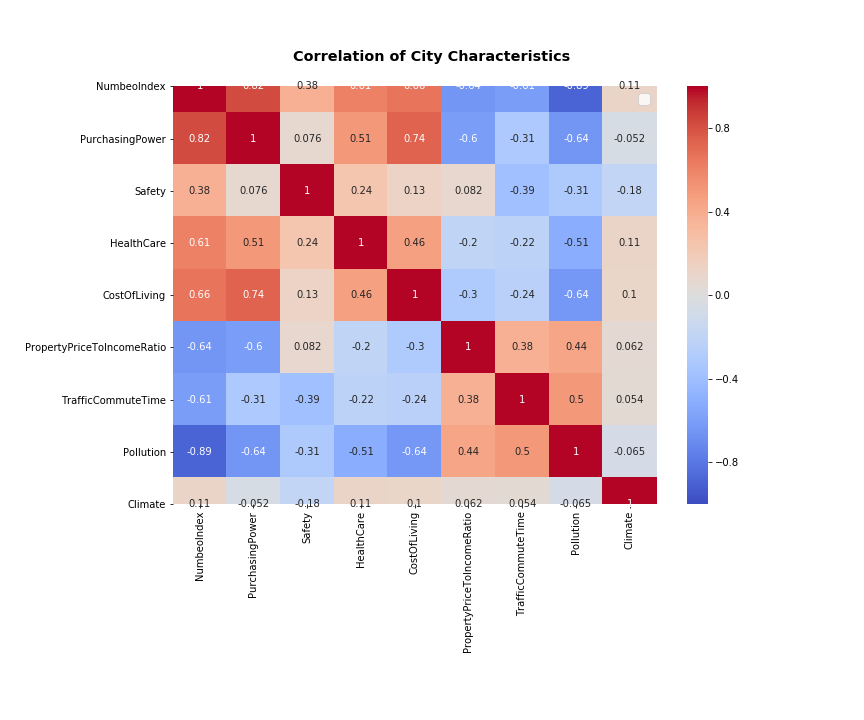 Correlation of City Characteristics
NumbeoIndex 1 0.82 0.38 0.61 0.66 -0.64 -0.61 -0.89 0.11
PurchasingPower 0.82 1 0.076 0.51 0.74 -0.6 -0.31 -0.64 -0.052
Safety 0.38 0.076 1 0.24 0.13 0.082 -0.39 -0.31 -0.18
HealthCare 0.61 0.51 0.24 1 0.46 -0.2 -0.22 -0.51 0.11
CostOfLiving 0.66 0.74 0.13 0.46 1 -0.3 -0.24 -0.64 0.1
PropertyPriceToIncomeRatio -0.64 -0.6 0.082 -0.2 -0.3 1 0.38 0.44 0.062
TrafficCommuteTime -0.61 -0.31 -0.39 -0.22 -0.24 0.38 1 0.5 0.054
Pollution -0.89 -0.64 -0.31 -0.51 -0.64 0.44 0.5 1 -0.065
Climate 0.11 -0.052 -0.18 0.11 0.1 0.062 0.054 -0.065 1
NumbeoIndex
PurchasingPower
Safety
HealthCare
CostOfLiving
PropertyPriceToIncomeRatio
TrafficCommuteTime
Pollution
Climate
0.8
0.4
0.0
−0.4
−0.8